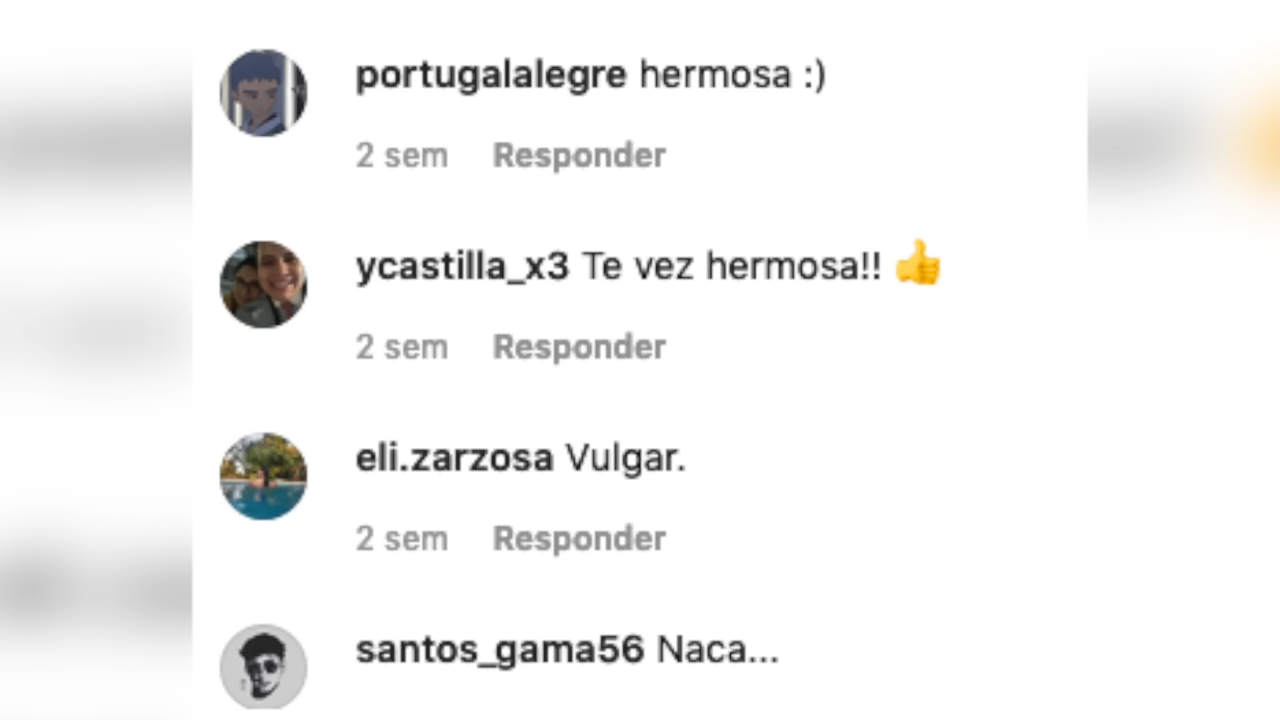 portugalalegre hermosa :)
2 sem Responder
ycastilla_x3 Te vez hermosa!! 👍
2 sem Responder
eli.zarzosa Vulgar.
2 sem Responder
santos_gama56 Naca...